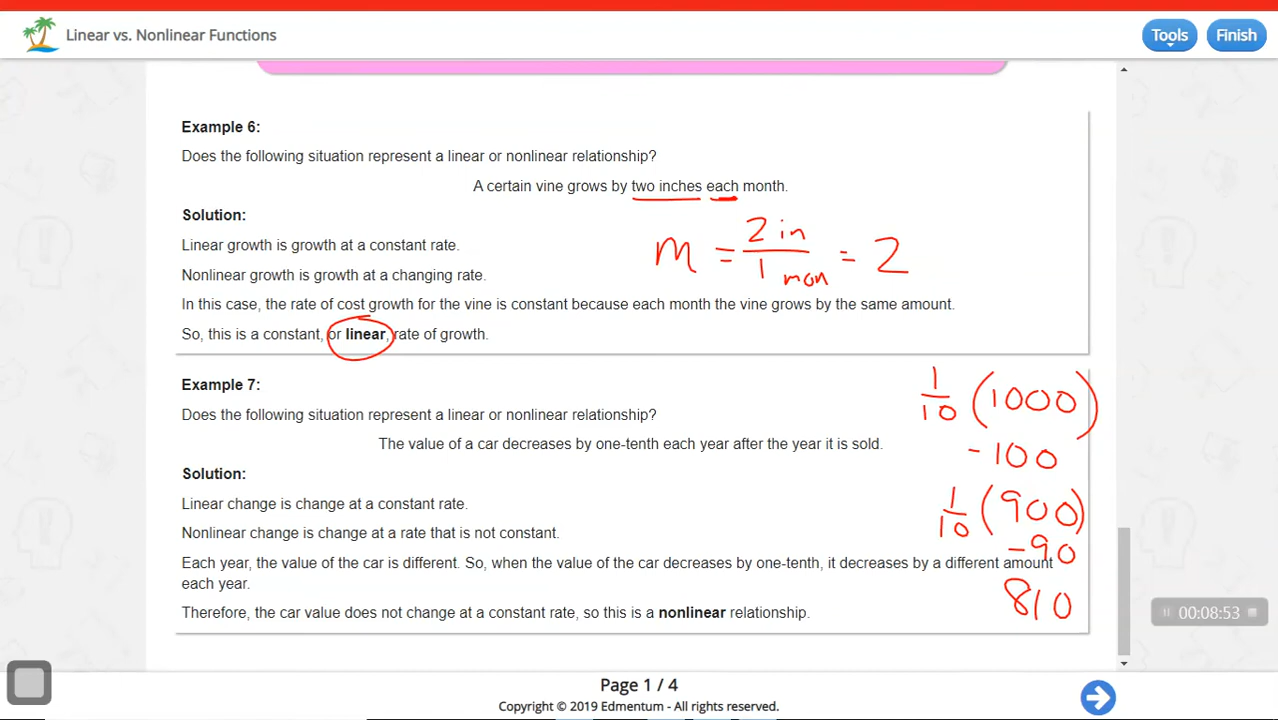 Linear vs. Nonlinear Functions
Tools
Finish
Example 6:
Does the following situation represent a linear or nonlinear relationship?
A certain vine grows by two inches each month.
Solution:
Linear growth is growth at a constant rate.
m = 2 in / 1 mon = 2
Nonlinear growth is growth at a changing rate.
In this case, the rate of cost growth for the vine is constant because each month the vine grows by the same amount.
So, this is a constant, or linear, rate of growth.
Example 7:
Does the following situation represent a linear or nonlinear relationship?
1/10 (1000)
The value of a car decreases by one-tenth each year after the year it is sold.
-100
Solution:
Linear change is change at a constant rate.
1/10 (900)
Nonlinear change is change at a rate that is not constant.
-90
Each year, the value of the car is different. So, when the value of the car decreases by one-tenth, it decreases by a different amount
each year.
810
Therefore, the car value does not change at a constant rate, so this is a nonlinear relationship.
00:08:53
Page 1 / 4
Copyright © 2019 Edmentum - All rights reserved.